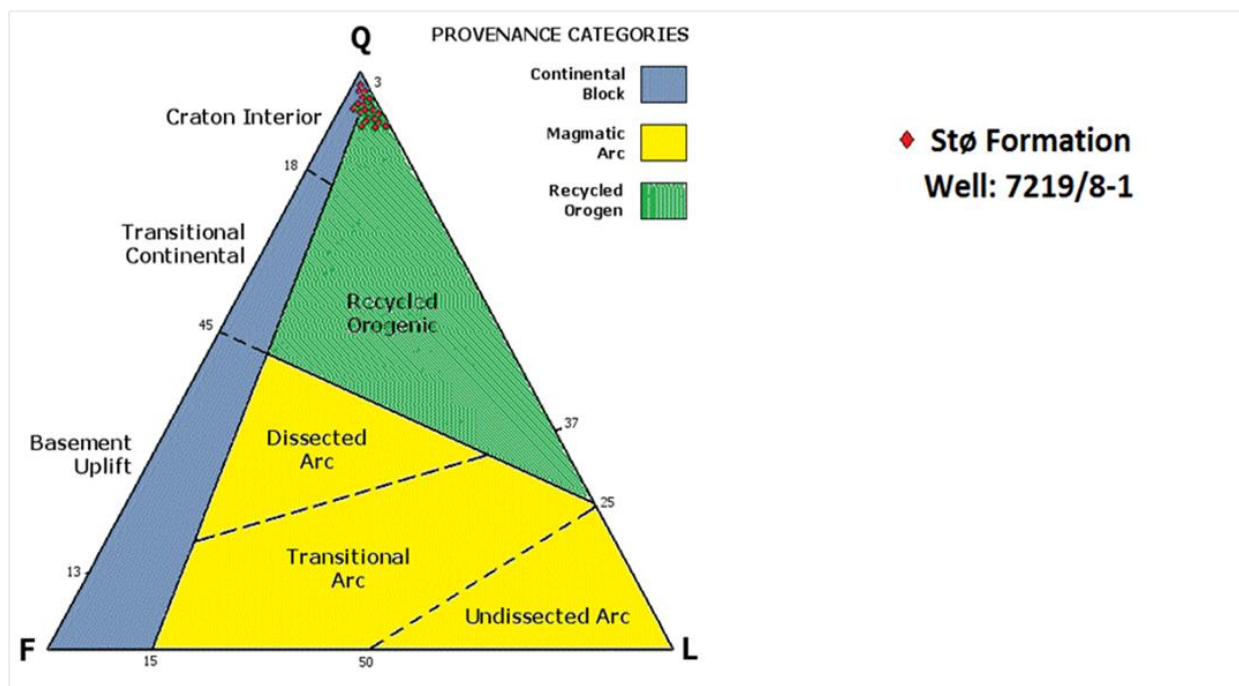 Q
PROVENANCE CATEGORIES
Continental
Block
Magmatic
Arc
Recycled
Orogen
Stø Formation
Well: 7219/8-1
3
Craton Interior
18
Transitional
Continental
45
Recycled
Orogenic
37
Basement
Uplift
Dissected
Arc
25
13
Transitional
Arc
Undissected Arc
F
L
15
50